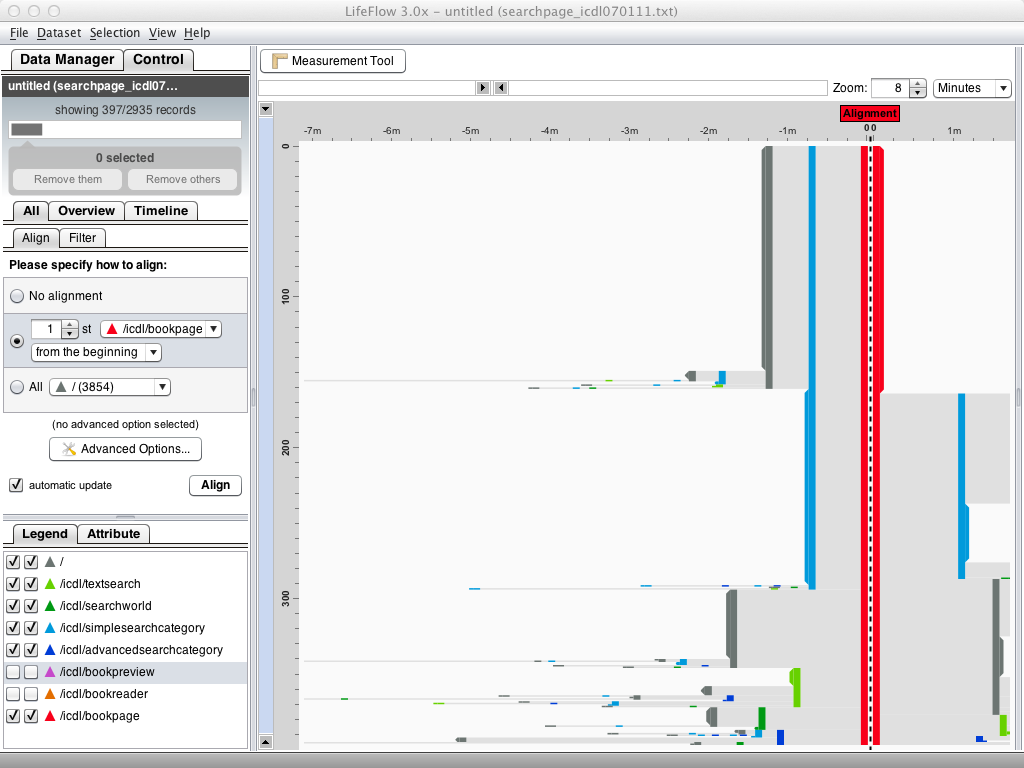 LifeFlow 3.0x – untitled (searchpage_icdl070111.txt)
File Dataset Selection View Help
Data Manager Control
untitled (searchpage_icdl07...
showing 397/2935 records
0 selected
Remove them Remove others
All Overview Timeline
Align Filter
Please specify how to align:
No alignment
1 st /icdl/bookpage
from the beginning
All / (3854)
(no advanced option selected)
Advanced Options...
automatic update Align
Legend Attribute
/
/icdl/textsearch
/icdl/searchworld
/icdl/simplesearchcategory
/icdl/advancedsearchcategory
/icdl/bookpreview
/icdl/bookreader
/icdl/bookpage
Measurement Tool
Zoom: 8 Minutes
Alignment
-7m -6m -5m -4m -3m -2m -1m 0 0 1m
0
100
200
300